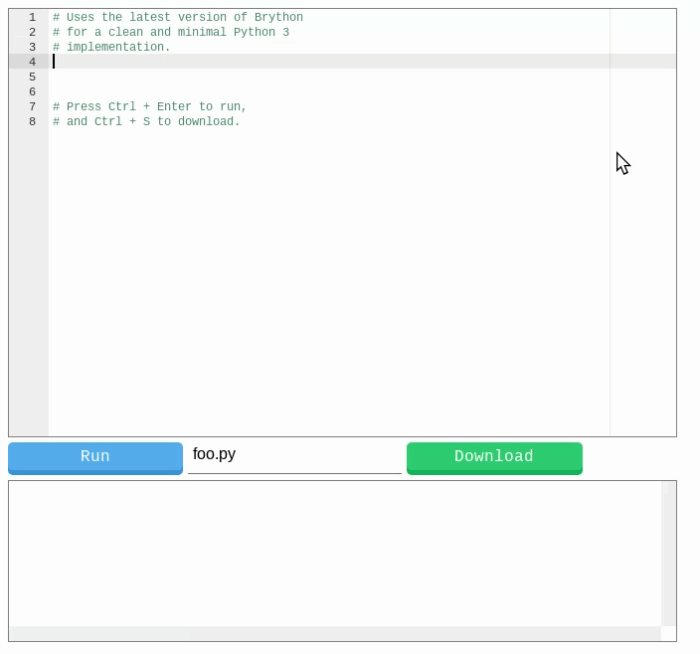 1 # Uses the latest version of Brython
2 # for a clean and minimal Python 3
3 # implementation.
4
5
6
7 # Press Ctrl + Enter to run,
8 # and Ctrl + S to download.
Run foo.py Download